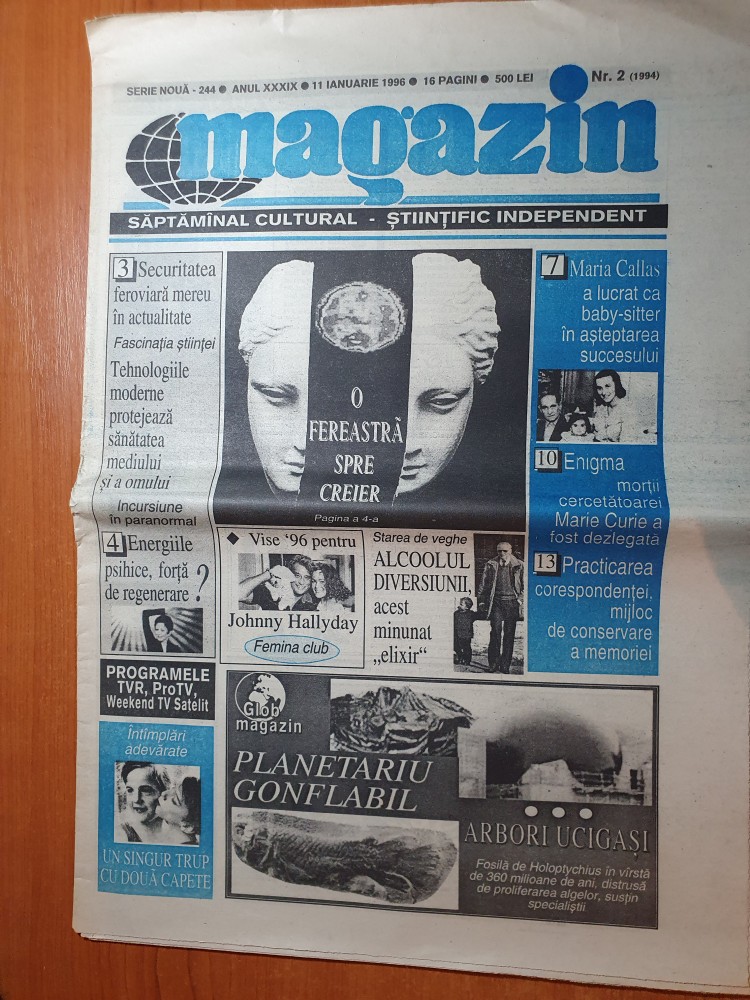 SERIE NOUĂ - 244 ● ANUL XXXIX ● 11 IANUARIE 1996 ● 16 PAGINI ● 500 LEI Nr. 2 (1994)
magazin
SĂPTĂMÎNAL CULTURAL - ȘTIINȚIFIC INDEPENDENT
3 Securitatea
feroviară mereu
în actualitate
Fascinația științei
Tehnologiile
moderne
protejează
sănătatea
mediului
și a omului
Incursiune
în paranormal
4 Energiile
psihice, forță
de regenerare ?
PROGRAMELE
TVR, ProTV,
Weekend TV Satelit
Întîmplări
adevărate
UN SINGUR TRUP
CU DOUĂ CAPETE
O
FEREASTRĂ
SPRE
CREIER
Pagina a 4-a
◆ Vise '96 pentru
Johnny Hallyday
Femina club
Starea de veghe
ALCOOLUL
DIVERSIUNII,
acest
minunat
„elixir“
7 Maria Callas
a lucrat ca
baby-sitter
în așteptarea
succesului
10 Enigma
morții
cercetătoarei
Marie Curie a
fost dezlegată
13 Practicarea
corespondenței,
mijloc
de conservare
a memoriei
Glob
magazin
PLANETARIU
GONFLABIL
● ● ●
ARBORI UCIGAȘI
Fosilă de Holoptychius în vîrstă
de 360 milioane de ani, distrusă
de proliferarea algelor, susțin
specialiștii